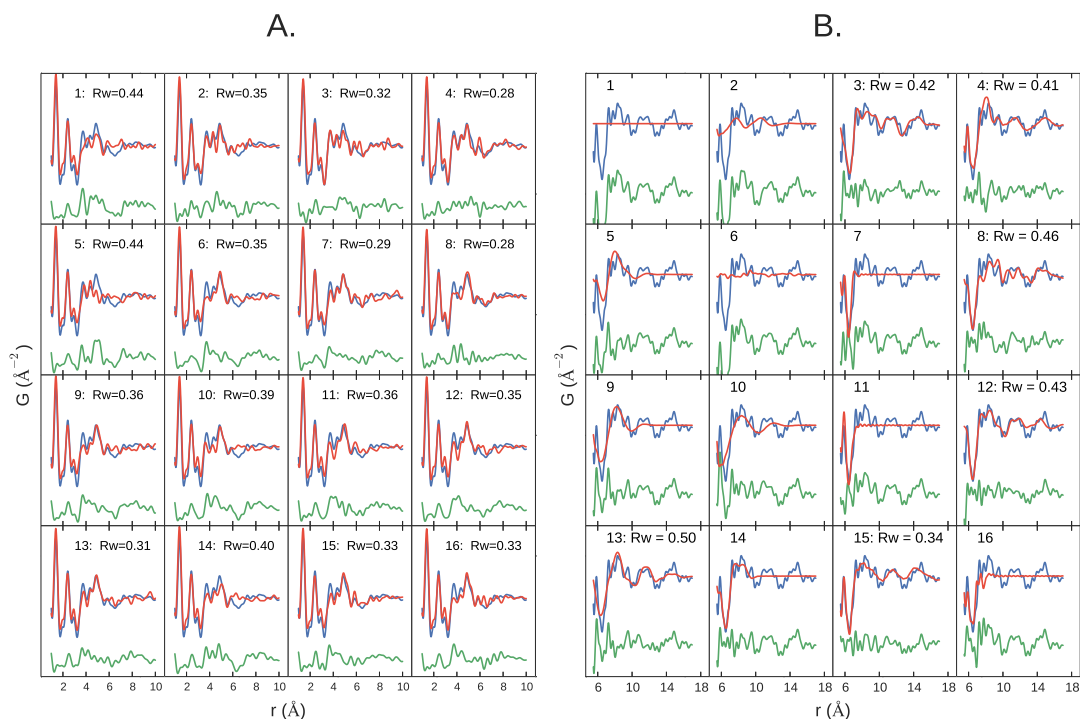 A.
B.
1: Rw=0.44
2: Rw=0.35
3: Rw=0.32
4: Rw=0.28
5: Rw=0.44
6: Rw=0.35
7: Rw=0.29
8: Rw=0.28
9: Rw=0.36
10: Rw=0.39
11: Rw=0.36
12: Rw=0.35
13: Rw=0.31
14: Rw=0.40
15: Rw=0.33
16: Rw=0.33
G (Å⁻²)
2 4 6 8 10 2 4 6 8 10 2 4 6 8 10 2 4 6 8 10
r (Å)
1
2
3: Rw = 0.42
4: Rw = 0.41
5
6
7
8: Rw = 0.46
9
10
11
12: Rw = 0.43
13: Rw = 0.50
14
15: Rw = 0.34
16
G (Å⁻²)
6 10 14 18 6 10 14 18 6 10 14 18 6 10 14 18
r (Å)